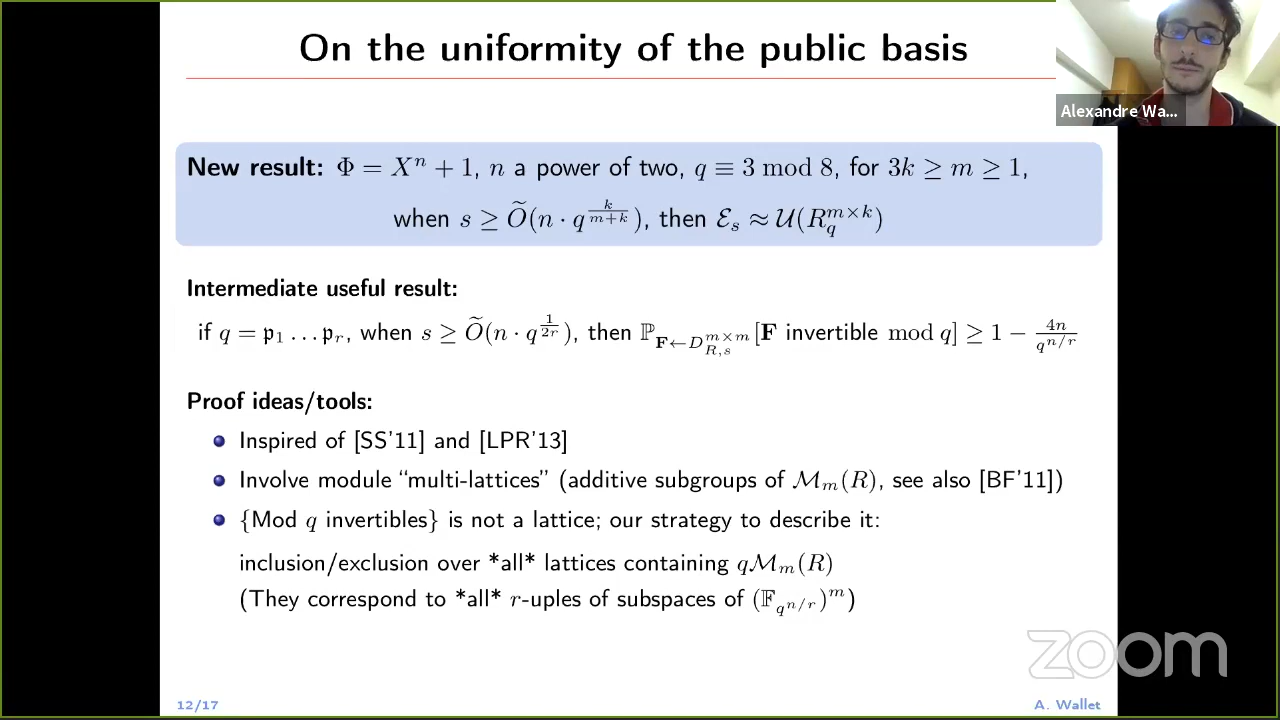 On the uniformity of the public basis
Alexandre Wa...
New result: Φ = Xⁿ + 1, n a power of two, q ≡ 3 mod 8, for 3k ≥ m ≥ 1,
when s ≥ Õ(n · q^{k/(m+k)}), then ℰ_s ≈ 𝒰(R_q^{m×k})
Intermediate useful result:
if q = 𝔭₁ … 𝔭ᵣ, when s ≥ Õ(n · q^{1/(2r)}), then ℙ_{F←D_{R,s}^{m×m}}[F invertible mod q] ≥ 1 − 4n/q^{n/r}
Proof ideas/tools:
Inspired of [SS'11] and [LPR'13]
Involve module “multi-lattices” (additive subgroups of ℳ_m(R), see also [BF'11])
{Mod q invertibles} is not a lattice; our strategy to describe it:
inclusion/exclusion over *all* lattices containing qℳ_m(R)
(They correspond to *all* r-uples of subspaces of (𝔽_{q^{n/r}})^m)
zoom
12/17
A. Wallet